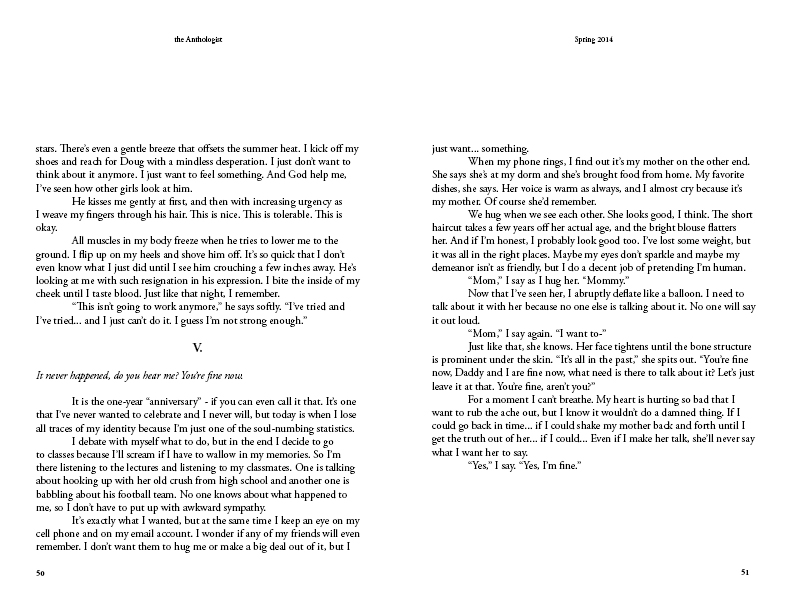 the Anthologist
stars. There's even a gentle breeze that offsets the summer heat. I kick off my
shoes and reach for Doug with a mindless desperation. I just don't want to
think about it anymore. I just want to feel something. And God help me,
I've seen how other girls look at him.
He kisses me gently at first, and then with increasing urgency as
I weave my fingers through his hair. This is nice. This is tolerable. This is
okay.
All muscles in my body freeze when he tries to lower me to the
ground. I flip up on my heels and shove him off. It's so quick that I don't
even know what I just did until I see him crouching a few inches away. He's
looking at me with such resignation in his expression. I bite the inside of my
cheek until I taste blood. Just like that night, I remember.
“This isn't going to work anymore,” he says softly. “I've tried and
I've tried... and I just can't do it. I guess I'm not strong enough.”
V.
It never happened, do you hear me? You're fine now.
It is the one-year “anniversary” - if you can even call it that. It's one
that I've never wanted to celebrate and I never will, but today is when I lose
all traces of my identity because I'm just one of the soul-numbing statistics.
I debate with myself what to do, but in the end I decide to go
to classes because I'll scream if I have to wallow in my memories. So I'm
there listening to the lectures and listening to my classmates. One is talking
about hooking up with her old crush from high school and another one is
babbling about his football team. No one knows about what happened to
me, so I don't have to put up with awkward sympathy.
It's exactly what I wanted, but at the same time I keep an eye on my
cell phone and on my email account. I wonder if any of my friends will even
remember. I don't want them to hug me or make a big deal out of it, but I
50
Spring 2014
just want... something.
When my phone rings, I find out it's my mother on the other end.
She says she's at my dorm and she's brought food from home. My favorite
dishes, she says. Her voice is warm as always, and I almost cry because it's
my mother. Of course she'd remember.
We hug when we see each other. She looks good, I think. The short
haircut takes a few years off her actual age, and the bright blouse flatters
her. And if I'm honest, I probably look good too. I've lost some weight, but
it was all in the right places. Maybe my eyes don't sparkle and maybe my
demeanor isn't as friendly, but I do a decent job of pretending I'm human.
“Mom,” I say as I hug her. “Mommy.”
Now that I've seen her, I abruptly deflate like a balloon. I need to
talk about it with her because no one else is talking about it. No one will say
it out loud.
“Mom,” I say again. “I want to-”
Just like that, she knows. Her face tightens until the bone structure
is prominent under the skin. “It's all in the past,” she spits out. “You're fine
now, Daddy and I are fine now, what need is there to talk about it? Let's just
leave it at that. You're fine, aren't you?”
For a moment I can't breathe. My heart is hurting so bad that I
want to rub the ache out, but I know it wouldn't do a damned thing. If I
could go back in time... if I could shake my mother back and forth until I
get the truth out of her... if I could... Even if I make her talk, she'll never say
what I want her to say.
“Yes,” I say. “Yes, I'm fine.”
51